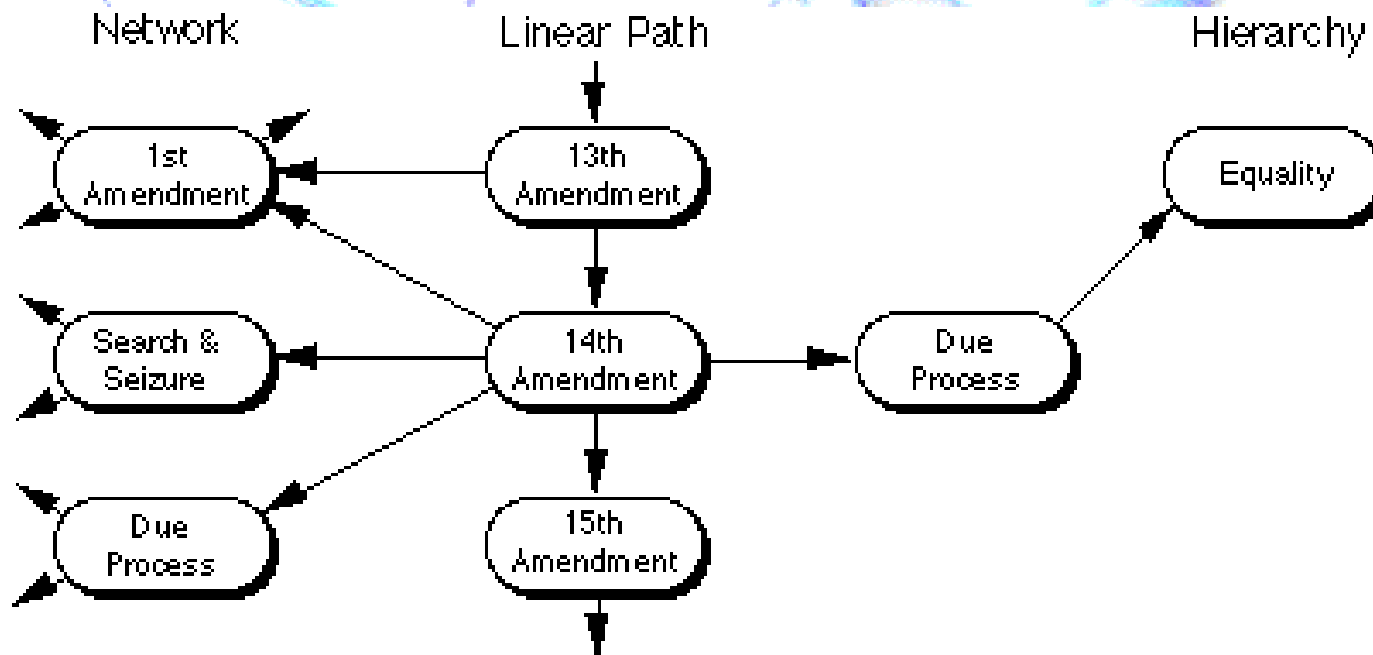 Network
Linear Path
Hierarchy
1st
Amendment
13th
Amendment
Equality
Search &
Seizure
14th
Amendment
Due
Process
Due
Process
15th
Amendment